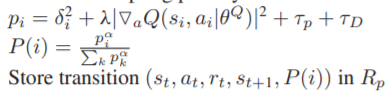 p_i = δ_i^2 + λ|▽_a Q(s_i, a_i|θ^Q)|^2 + τ_p + τ_D
P(i) = p_i^α / ∑_k p_k^α
Store transition (s_t, a_t, r_t, s_{t+1}, P(i)) in R_p